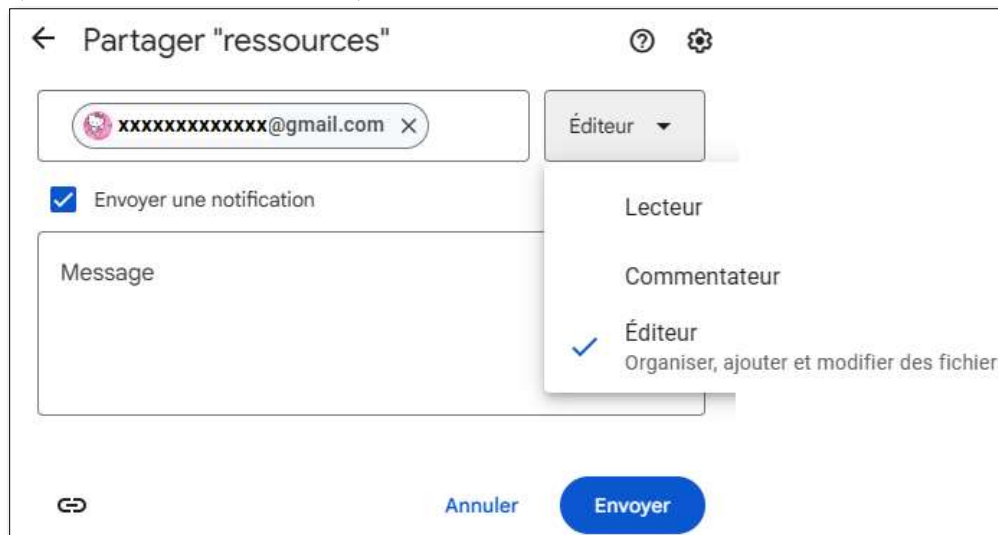 Partager "ressources"
xxxxxxxxxxxxx@gmail.com
Éditeur
Envoyer une notification
Lecteur
Message
Commentateur
Éditeur
Organiser, ajouter et modifier des fichier
Annuler
Envoyer